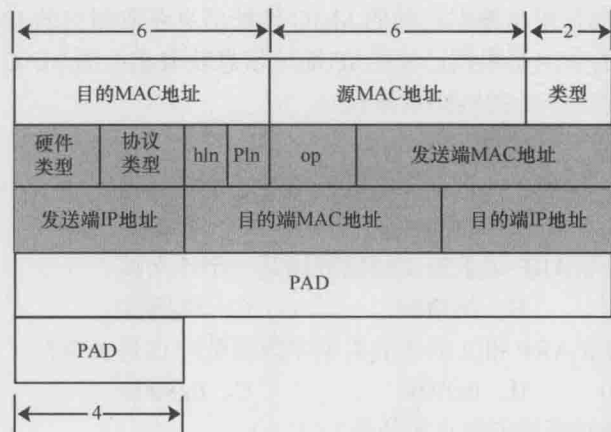 6
6
2
目的MAC地址
源MAC地址
类型
硬件
类型
协议
类型
hln
Pln
op
发送端MAC地址
发送端IP地址
目的端MAC地址
目的端IP地址
PAD
PAD
4